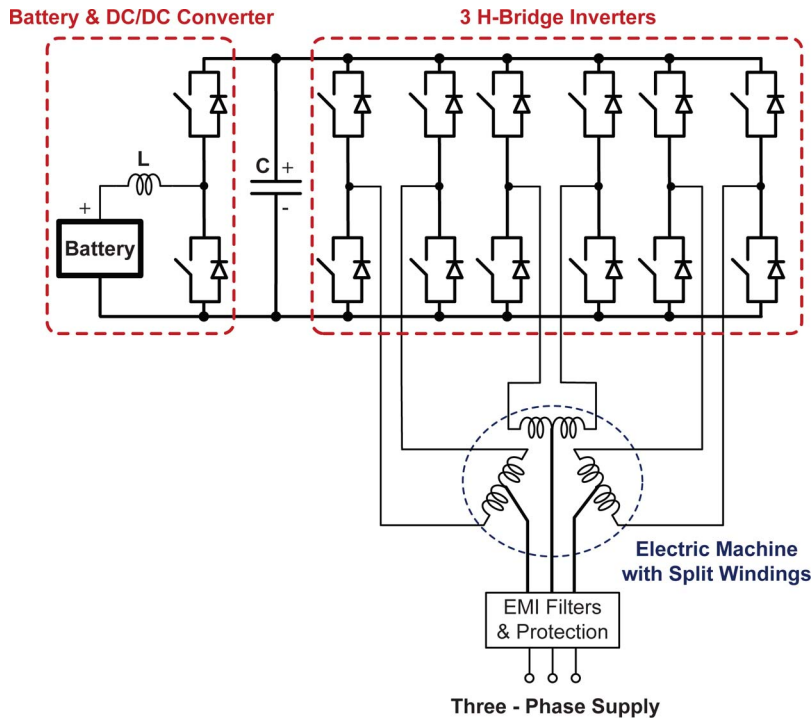 Battery & DC/DC Converter
3 H-Bridge Inverters
L
C
+
-
+
Battery
Electric Machine
with Split Windings
EMI Filters
& Protection
Three - Phase Supply